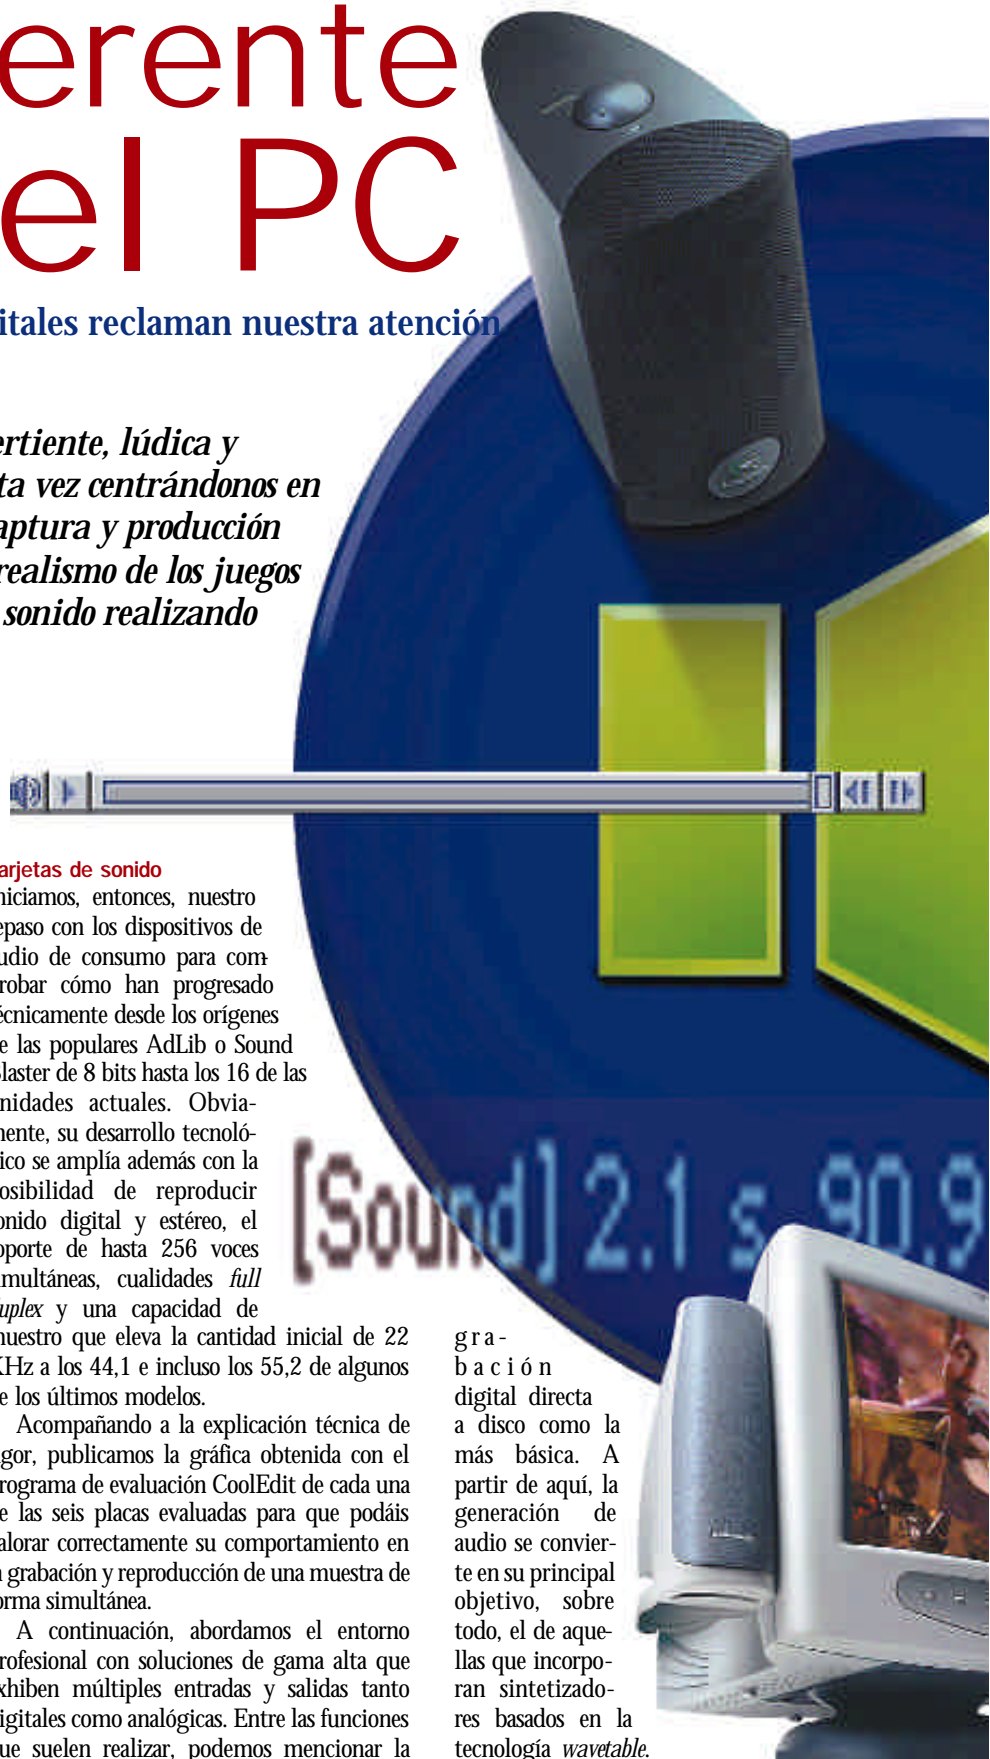 erente
el PC
itales reclaman nuestra atención
ertiente, lúdica y
ta vez centrándonos en
aptura y producción
realismo de los juegos
sonido realizando
arjetas de sonido
niciamos, entonces, nuestro
epaso con los dispositivos de
udio de consumo para com-
robar cómo han progresado
écnicamente desde los orígenes
e las populares AdLib o Sound
laster de 8 bits hasta los 16 de las
nidades actuales. Obvia-
mente, su desarrollo tecnoló-
ico se amplía además con la
osibilidad de reproducir
onido digital y estéreo, el
oporte de hasta 256 voces
imultáneas, cualidades full
uplex y una capacidad de
muestro que eleva la cantidad inicial de 22
KHz a los 44,1 e incluso los 55,2 de algunos
e los últimos modelos.
Acompañando a la explicación técnica de
igor, publicamos la gráfica obtenida con el
rograma de evaluación CoolEdit de cada una
e las seis placas evaluadas para que podáis
alorar correctamente su comportamiento en
a grabación y reproducción de una muestra de
orma simultánea.
A continuación, abordamos el entorno
rofesional con soluciones de gama alta que
xhiben múltiples entradas y salidas tanto
igitales como analógicas. Entre las funciones
ue suelen realizar, podemos mencionar la
gra-
bación
digital directa
a disco como la
más básica. A
partir de aquí, la
generación de
audio se convier-
te en su principal
objetivo, sobre
todo, el de aque-
llas que incorpo-
ran sintetizado-
res basados en la
tecnología wavetable.
[Sound] 2.1 s 90.9